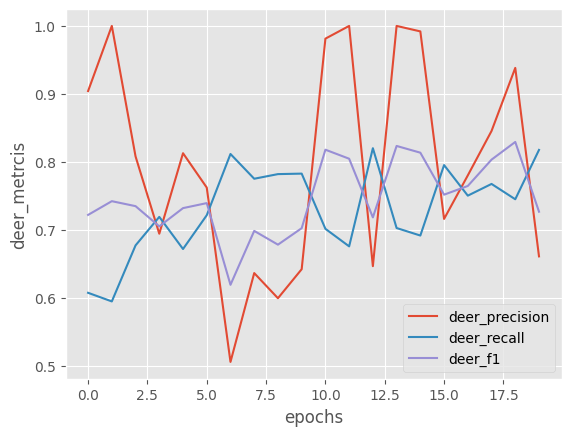 1.0
0.9
0.8
0.7
0.6
0.5
deer_metrcis
deer_precision
deer_recall
deer_f1
0.0 2.5 5.0 7.5 10.0 12.5 15.0 17.5
epochs